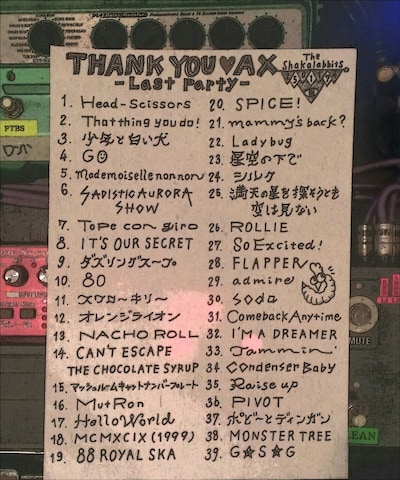 THANK YOU♥AX
-Last Party-
The
Shakalabbits
PTBS
1. Head-Scissors
2. That thing you do!
3. 少年と白い犬
4. GO
5. Mademoiselle non non
6. SADISTIC AURORA
SHOW
7. Tope con giro
8. IT'S OUR SECRET
9. ダズリングスープ
10. 80
11. メウロ〜キリ〜
12. オレンジライオン
13. NACHO ROLL
14. CAN'T ESCAPE
THE CHOCOLATE SYRUP
15. マッシュルームキャットナンバープレート
16. MutRon
17. Hello World
18. MCMXCIX (1999)
19. 88 ROYAL SKA
20. SPICE!
21. mammy's back?
22. Ladybug
23. 星空の下で
24. シルク
25. 満天の星を探そうとも
空は見ない
26. ROLLIE
27. So Excited!
28. FLAPPER
29. admire
30. soda
31. Comeback Anytime
32. I'M A DREAMER
33. Jammin'
34. Condenser Baby
35. Raise up
36. PIVOT
37. ポビーとディンガン
38. MONSTER TREE
39. G☆S☆G
MUTE